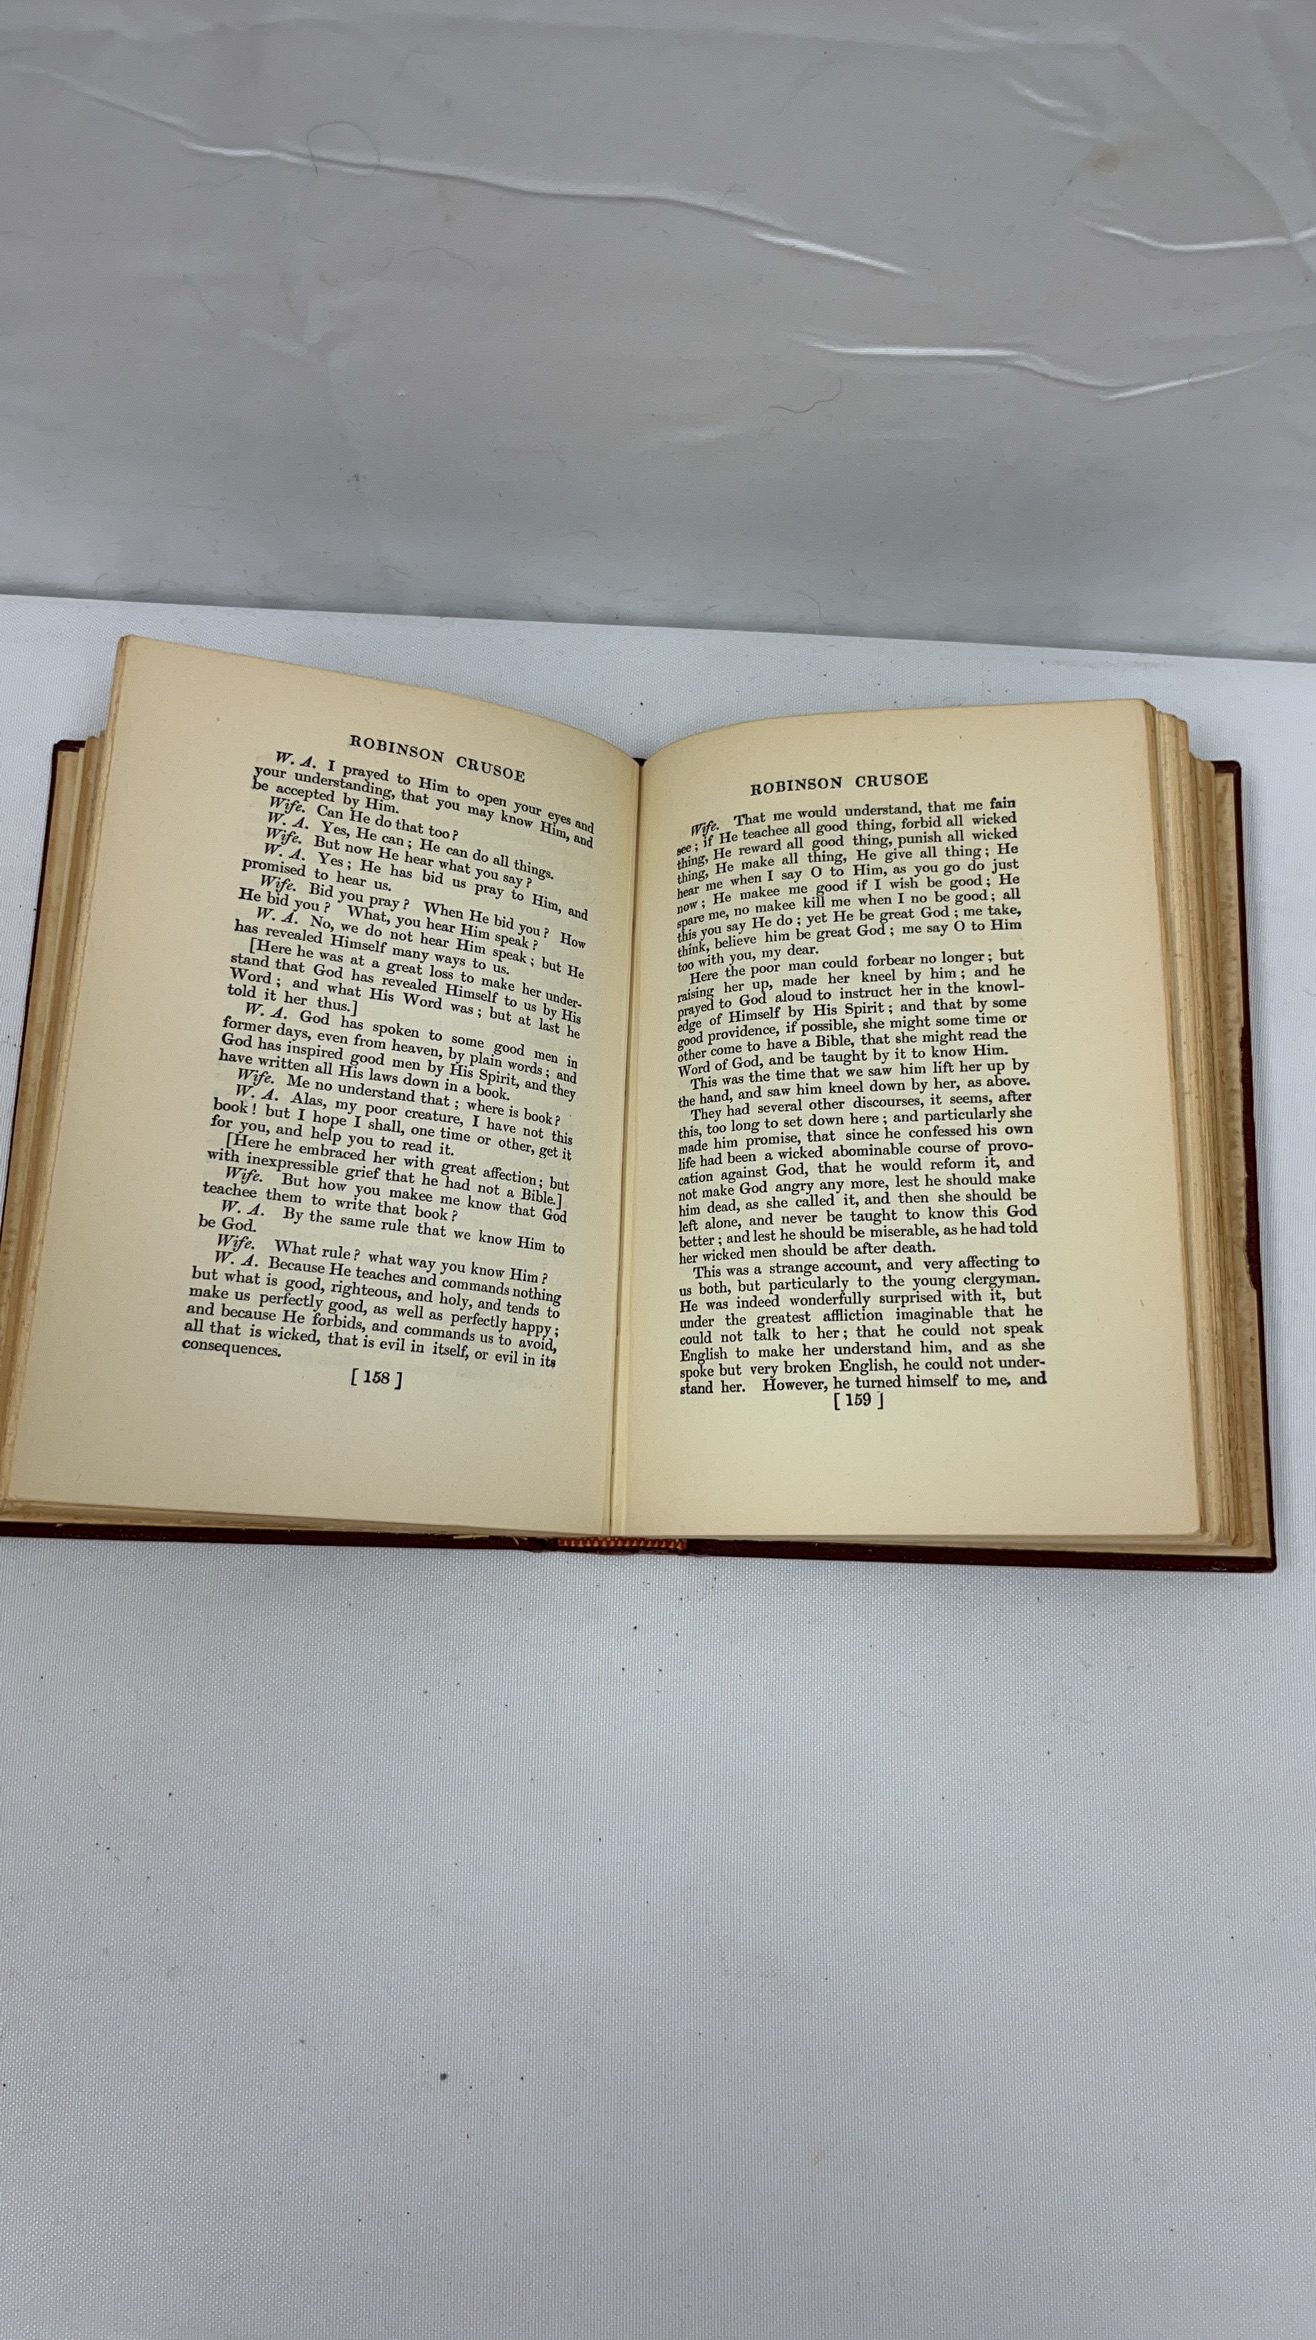 ROBINSON CRUSOE
W. A. I prayed to Him to open your eyes and
your understanding, that you may know Him, and
be accepted by Him.
Wife. Can He do that too?
W. A. Yes, He can; He can do all things.
Wife. But now He hear what you say?
W. A. Yes; He has bid us pray to Him, and
promised to hear us.
Wife. Bid you pray? When He bid you? How
He bid you? What, you hear Him speak?
W. A. No, we do not hear Him speak; but He
has revealed Himself many ways to us.
[Here he was at a great loss to make her under-
stand that God has revealed Himself to us by His
Word; and what His Word was; but at last he
told it her thus.]
W. A. God has spoken to some good men in
former days, even from heaven, by plain words; and
God has inspired good men by His Spirit, and they
have written all His laws down in a book.
Wife. Me no understand that; where is book?
W. A. Alas, my poor creature, I have not this
book! but I hope I shall, one time or other, get it
for you, and help you to read it.
[Here he embraced her with great affection; but
with inexpressible grief that he had not a Bible.]
Wife. But how you makee me know that God
teachee them to write that book?
W. A. By the same rule that we know Him to
be God.
Wife. What rule? what way you know Him?
W. A. Because He teaches and commands nothing
but what is good, righteous, and holy, and tends to
make us perfectly good, as well as perfectly happy;
and because He forbids, and commands us to avoid,
all that is wicked, that is evil in itself, or evil in its
consequences.
[ 158 ]
ROBINSON CRUSOE
Wife. That me would understand, that me fain
see; if He teachee all good thing, forbid all wicked
thing, He reward all good thing, punish all wicked
thing, He make all thing, He give all thing; He
hear me when I say O to Him, as you go do just
now; He makee me good if I wish be good; He
spare me, no makee kill me when I no be good; all
this you say He do; yet He be great God; me take,
think, believe him be great God; me say O to Him
too with you, my dear.
Here the poor man could forbear no longer; but
raising her up, made her kneel by him; and he
prayed to God aloud to instruct her in the knowl-
edge of Himself by His Spirit; and that by some
good providence, if possible, she might some time or
other come to have a Bible, that she might read the
Word of God, and be taught by it to know Him.
This was the time that we saw him lift her up by
the hand, and saw him kneel down by her, as above.
They had several other discourses, it seems, after
this, too long to set down here; and particularly she
made him promise, that since he confessed his own
life had been a wicked abominable course of provo-
cation against God, that he would reform it, and
not make God angry any more, lest he should make
him dead, as she called it, and then she should be
left alone, and never be taught to know this God
better; and lest he should be miserable, as he had told
her wicked men should be after death.
This was a strange account, and very affecting to
us both, but particularly to the young clergyman.
He was indeed wonderfully surprised with it, but
under the greatest affliction imaginable that he
could not talk to her; that he could not speak
English to make her understand him, and as she
spoke but very broken English, he could not under-
stand her. However, he turned himself to me, and
[ 159 ]